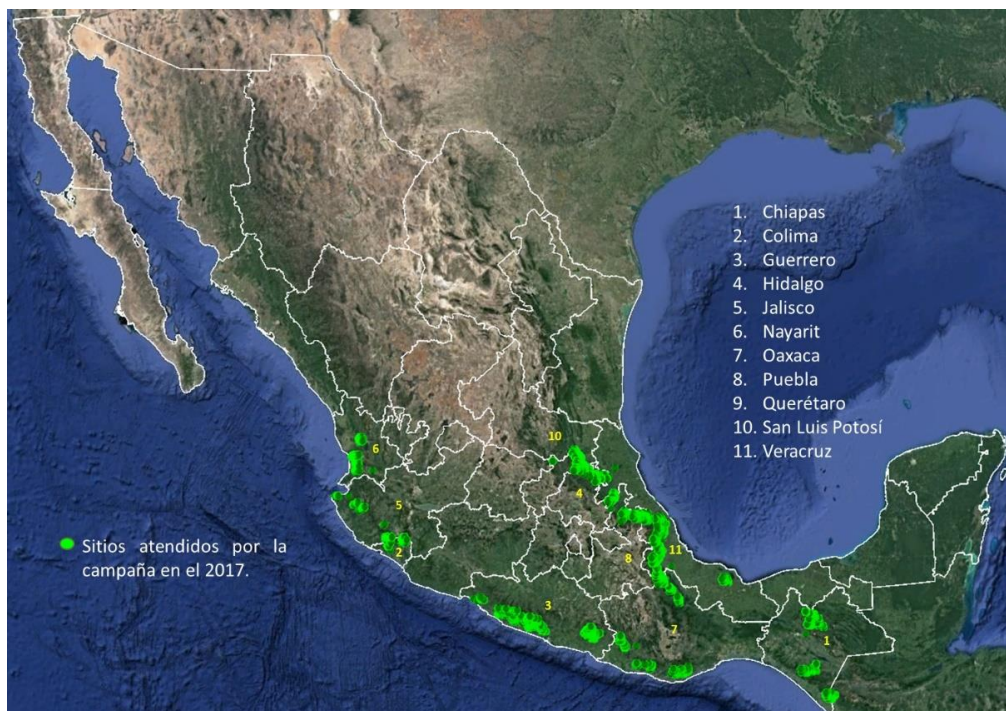 1. Chiapas
2. Colima
3. Guerrero
4. Hidalgo
5. Jalisco
6. Nayarit
7. Oaxaca
8. Puebla
9. Querétaro
10. San Luis Potosí
11. Veracruz
10
6
4
5
Sitios atendidos por la
campaña en el 2017.
2
11
8
3
7
1